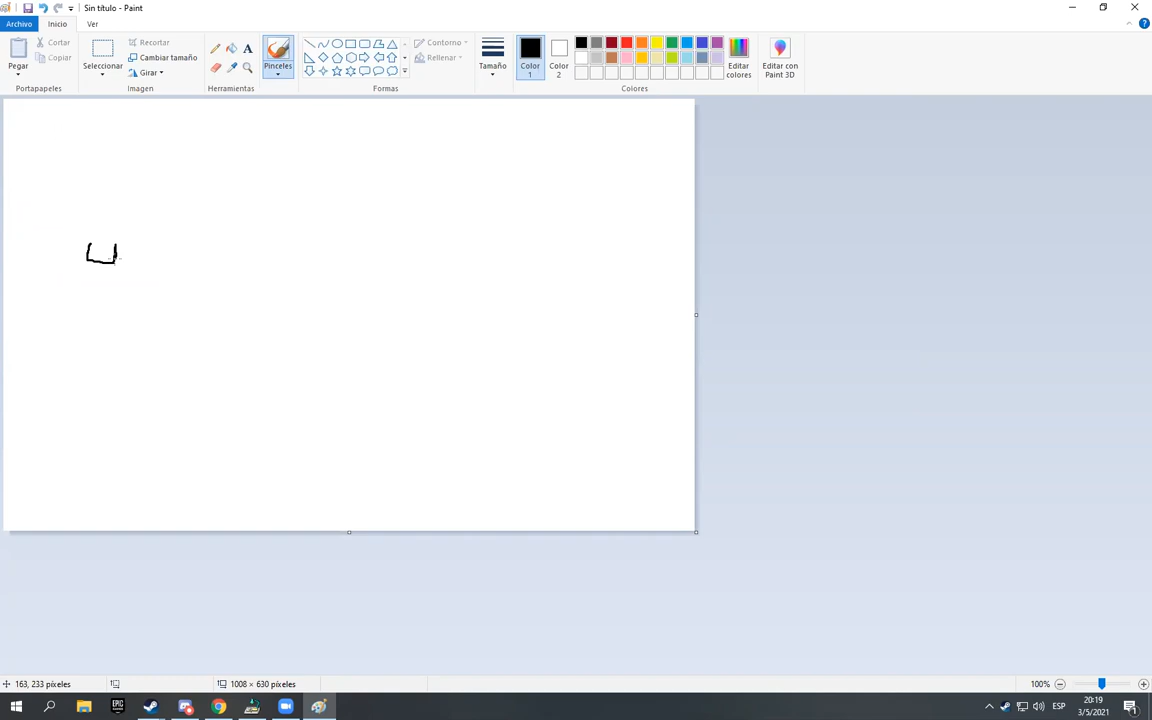 Sin título - Paint
Archivo Inicio Ver
Pegar
Cortar
Copiar
Portapapeles
Seleccionar
Recortar
Cambiar tamaño
Girar
Imagen
A
Herramientas
Pinceles
Contorno
Rellenar
Formas
Tamaño
Color 1
Color 2
Editar colores
Colores
Editar con Paint 3D
163, 233 píxeles
1008 × 630 píxeles
100%
EPIC
ESP
20:19
3/5/2021
1